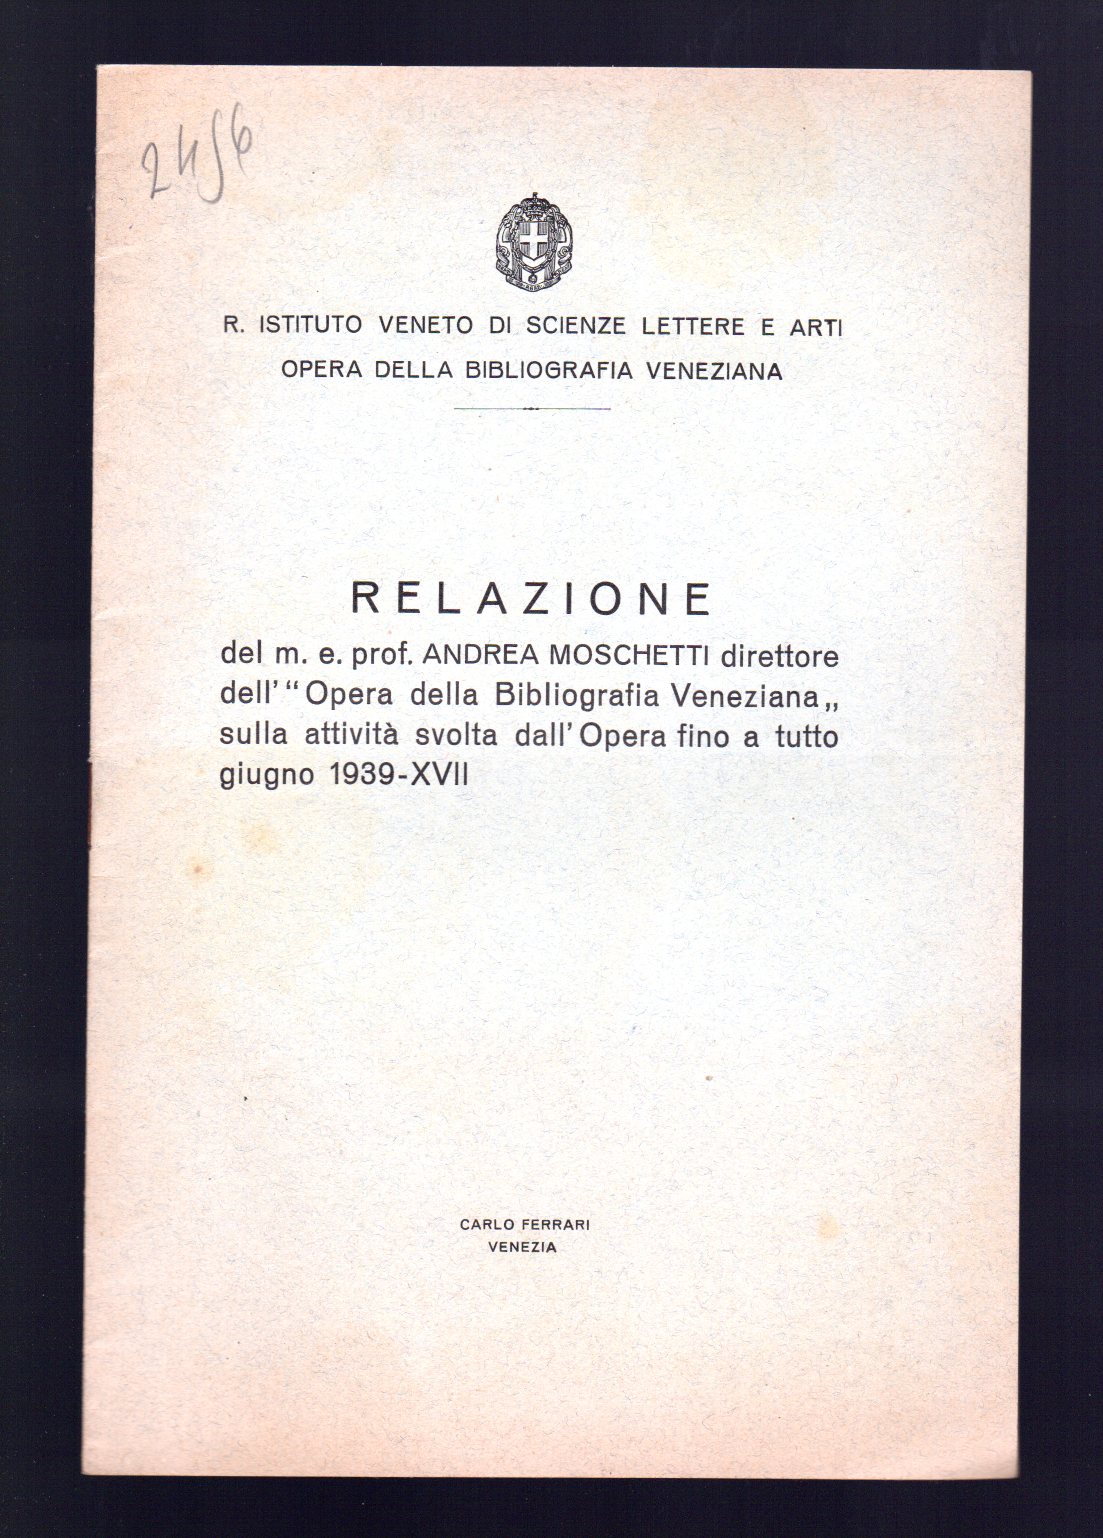 2456
R. ISTITUTO VENETO DI SCIENZE LETTERE E ARTI
OPERA DELLA BIBLIOGRAFIA VENEZIANA
RELAZIONE
del m. e. prof. ANDREA MOSCHETTI direttore
dell' “Opera della Bibliografia Veneziana„
sulla attività svolta dall' Opera fino a tutto
giugno 1939-XVII
CARLO FERRARI
VENEZIA